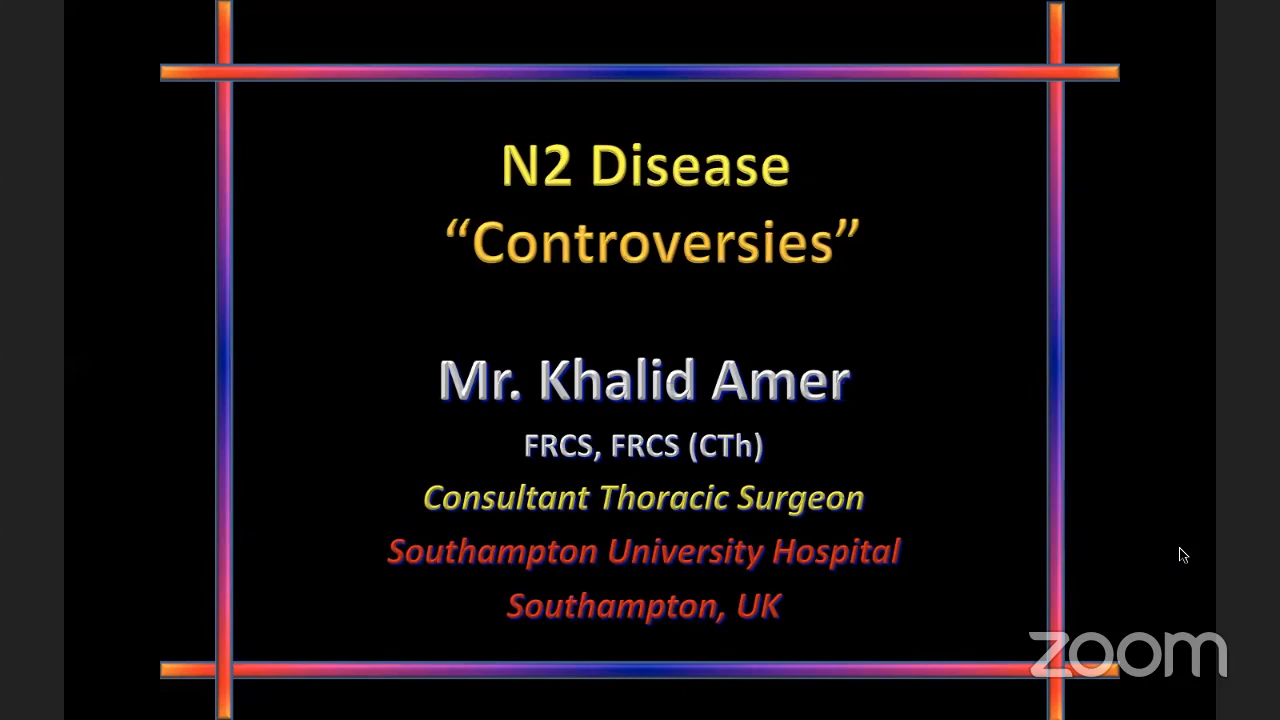 N2 Disease
“Controversies”
Mr. Khalid Amer
FRCS, FRCS (CTh)
Consultant Thoracic Surgeon
Southampton University Hospital
Southampton, UK
zoom